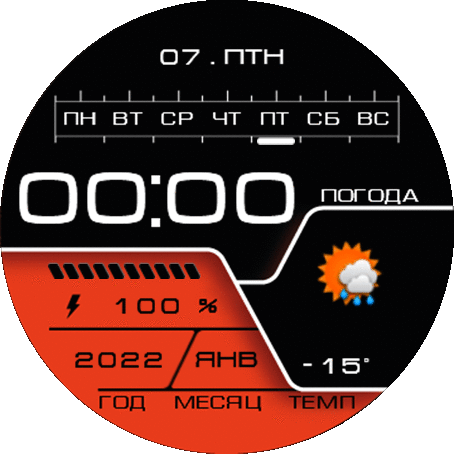 07.ПТН
ПН ВТ СР ЧТ ПТ СБ ВС
00:00
ПОГОДА
100 %
2022 ЯНВ
-15°
ГОД МЕСЯЦ ТЕМП